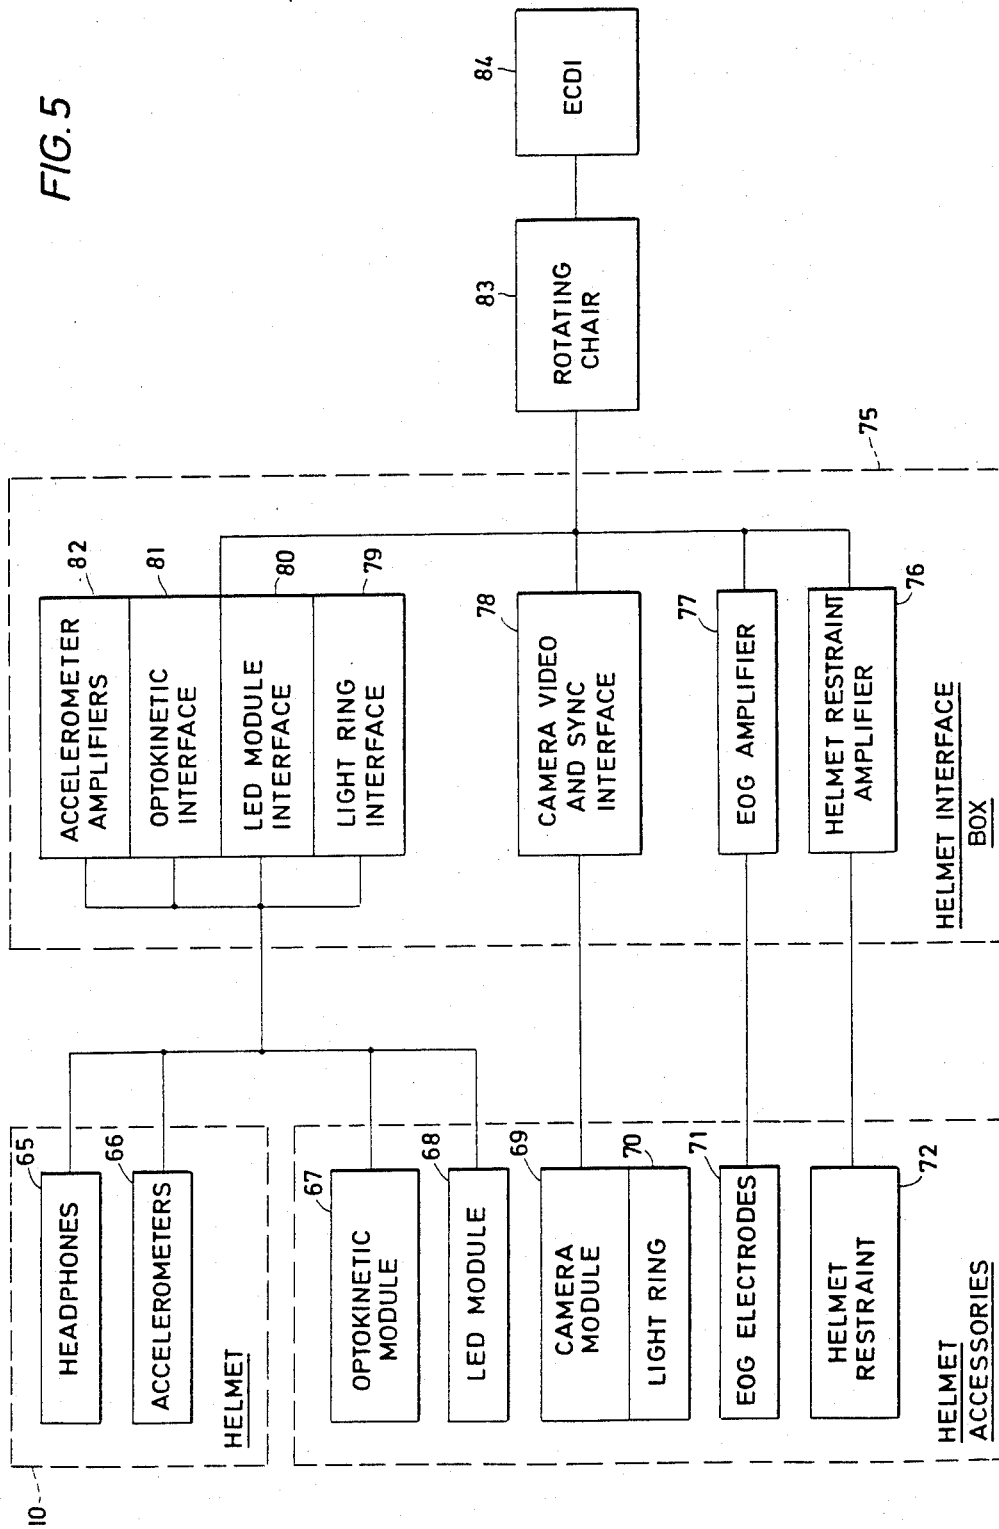 FIG. 5
10
65
HEADPHONES
66
ACCELEROMETERS
HELMET
67
OPTOKINETIC
MODULE
68
LED MODULE
69
CAMERA
MODULE
70
LIGHT RING
71
EOG ELECTRODES
72
HELMET
RESTRAINT
HELMET
ACCESSORIES
82
ACCELEROMETER
AMPLIFIERS
81
OPTOKINETIC
INTERFACE
80
LED MODULE
INTERFACE
79
LIGHT RING
INTERFACE
78
CAMERA VIDEO
AND SYNC
INTERFACE
77
EOG AMPLIFIER
76
HELMET RESTRAINT
AMPLIFIER
HELMET INTERFACE
BOX
75
83
ROTATING
CHAIR
84
ECDI